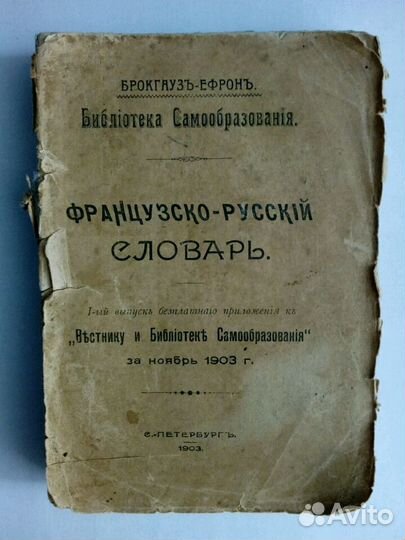 БРОКГАУЗЪ-ЕФРОНЪ.
Библіотека Самообразованія.
ФРАНЦУЗСКО-РУССКІЙ
СЛОВАРЬ.
I-ый выпускъ безплатнаго приложенія къ
„Вѣстнику и Библіотекѣ Самообразованія“
за ноябрь 1903 г.
С.-ПЕТЕРБУРГЪ.
1903.
Avito